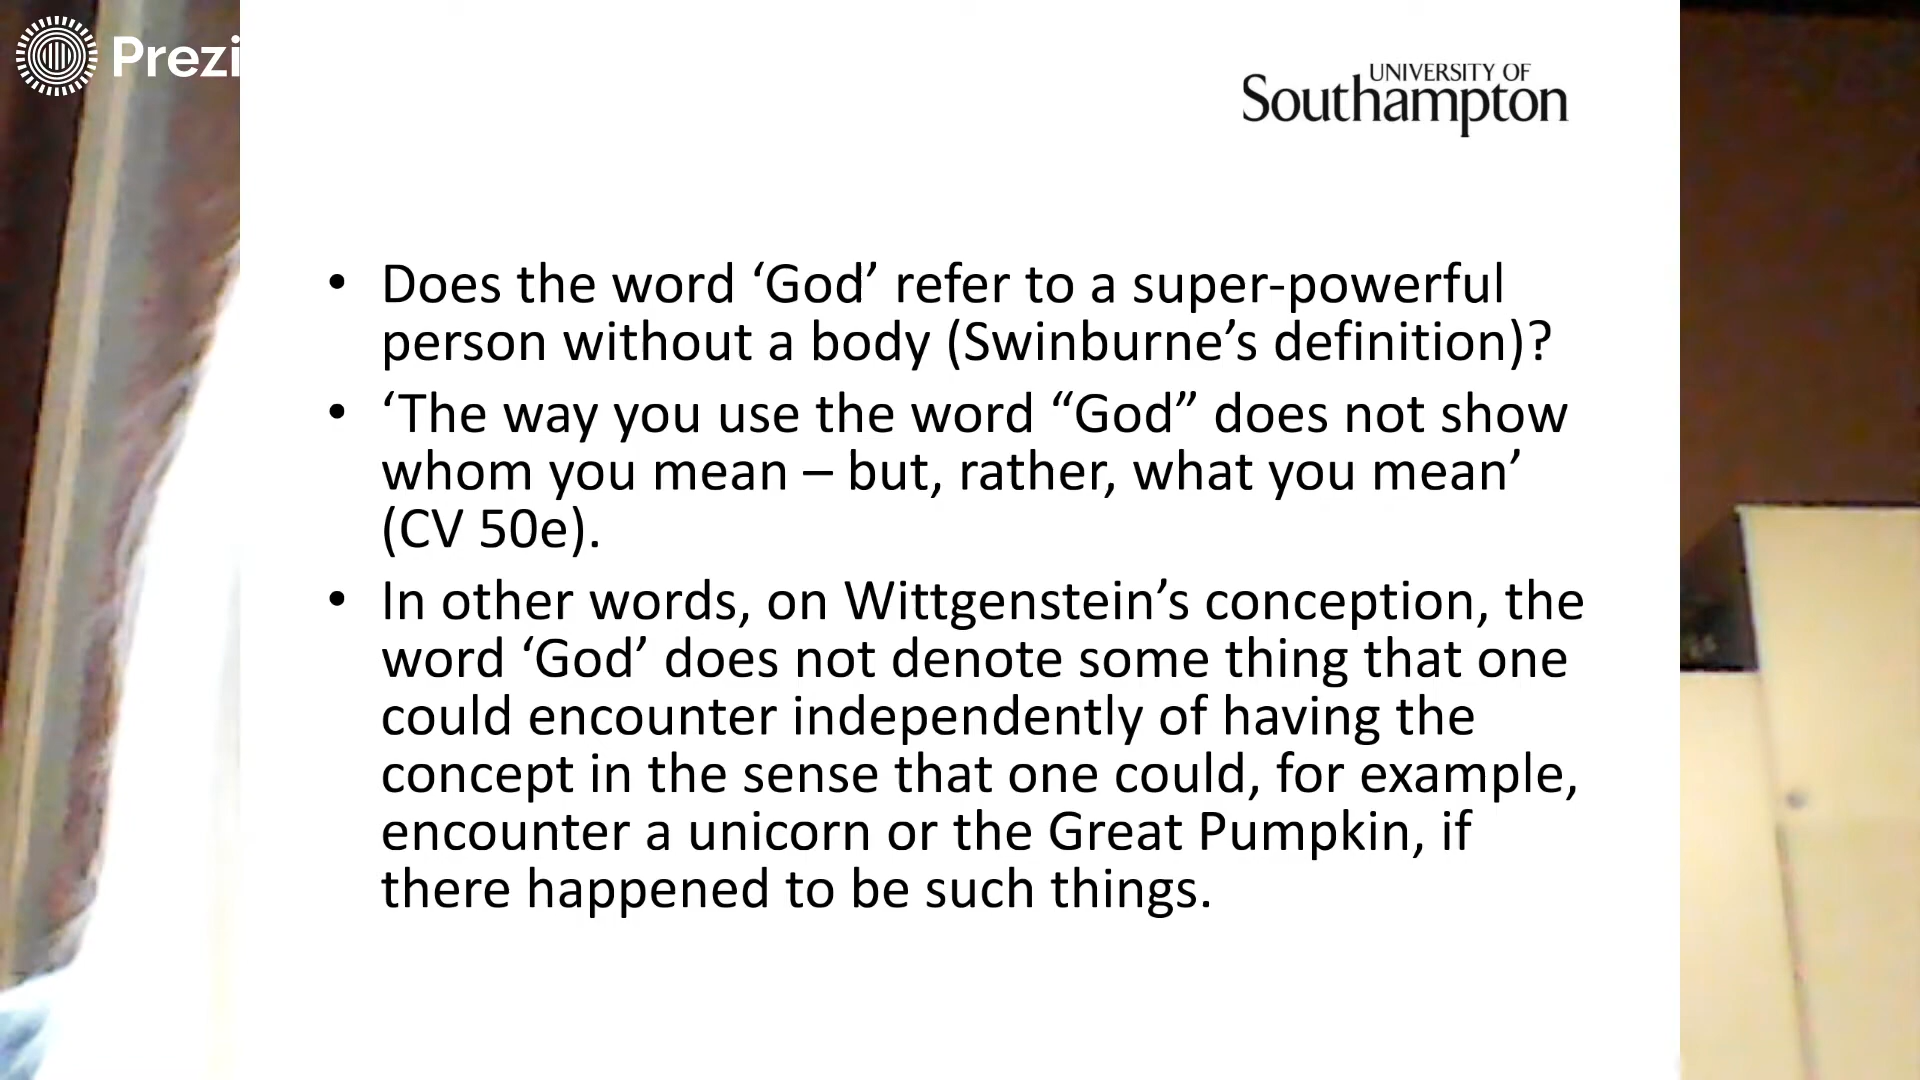 Prezi
UNIVERSITY OF
Southampton
• Does the word ‘God’ refer to a super-powerful
person without a body (Swinburne’s definition)?
• ‘The way you use the word “God” does not show
whom you mean – but, rather, what you mean’
(CV 50e).
• In other words, on Wittgenstein’s conception, the
word ‘God’ does not denote some thing that one
could encounter independently of having the
concept in the sense that one could, for example,
encounter a unicorn or the Great Pumpkin, if
there happened to be such things.